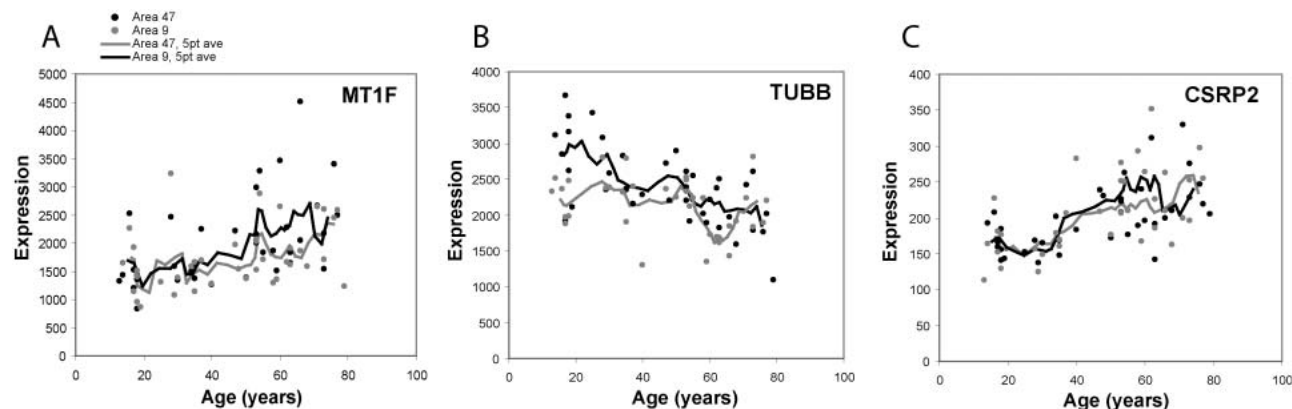 A
Area 47
Area 9
Area 47, 5pt ave
Area 9, 5pt ave
MT1F
Expression
5000
4500
4000
3500
3000
2500
2000
1500
1000
500
0
0 20 40 60 80 100
Age (years)
B
TUBB
Expression
4000
3500
3000
2500
2000
1500
1000
500
0
0 20 40 60 80 100
Age (years)
C
CSRP2
Expression
400
350
300
250
200
150
100
50
0
0 20 40 60 80 100
Age (years)